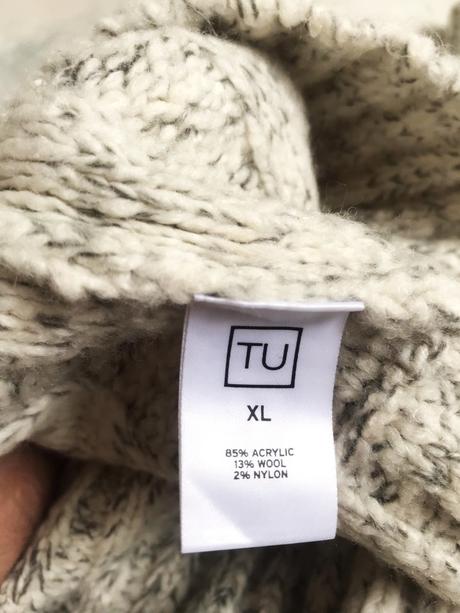 TU
XL
85% ACRYLIC
13% WOOL
2% NYLON